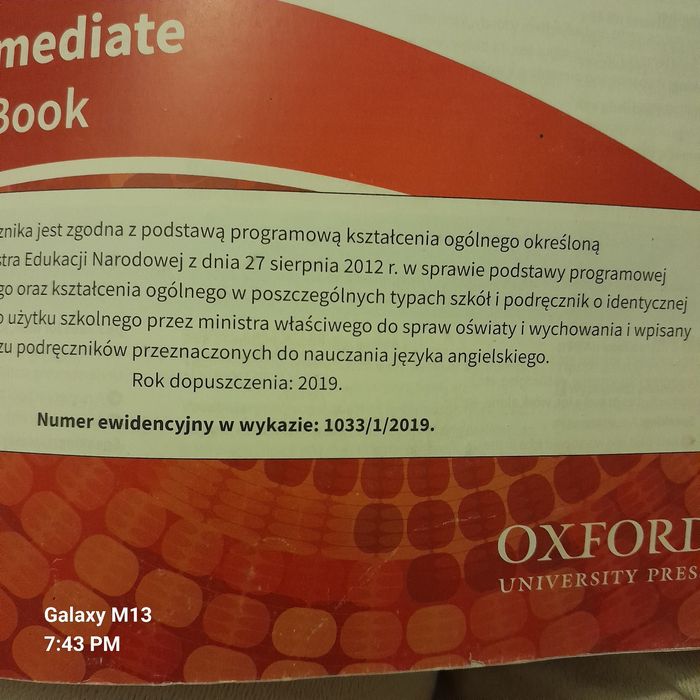 mediate
Book
znika jest zgodna z podstawą programową kształcenia ogólnego określoną
stra Edukacji Narodowej z dnia 27 sierpnia 2012 r. w sprawie podstawy programowej
go oraz kształcenia ogólnego w poszczególnych typach szkół i podręcznik o identycznej
o użytku szkolnego przez ministra właściwego do spraw oświaty i wychowania i wpisany
zu podręczników przeznaczonych do nauczania języka angielskiego.
Rok dopuszczenia: 2019.
Numer ewidencyjny w wykazie: 1033/1/2019.
OXFORD
UNIVERSITY PRES
Galaxy M13
7:43 PM